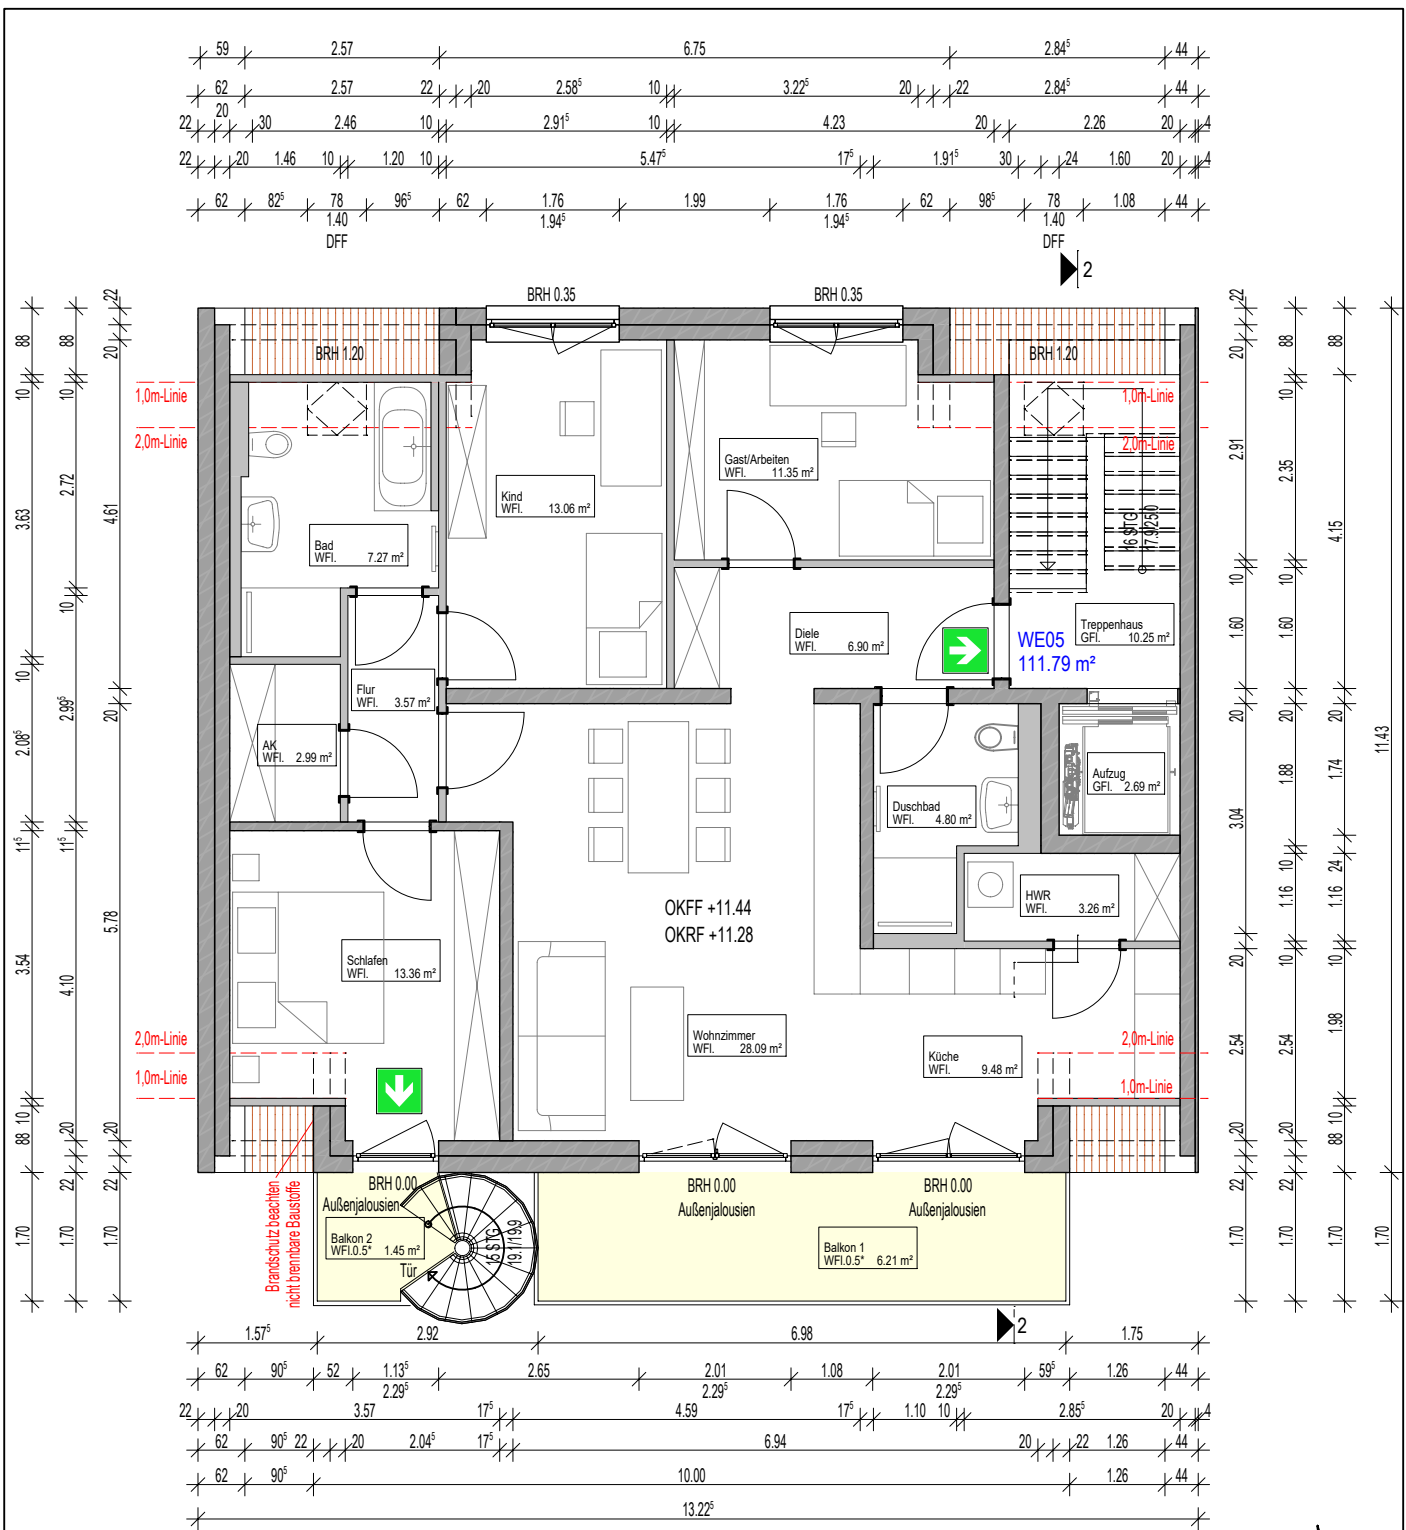 59 2.57 6.75 2.84⁵ 44
62 2.57 22 20 2.58⁵ 10 3.22⁵ 20 22 2.84⁵ 44
20
22 30 2.46 10 2.91⁵ 10 4.23 20 2.26 20 4
22 20 1.46 10 1.20 10 5.47⁵ 17⁵ 1.91⁵ 30 24 1.60 20 4
62 82⁵ 78 96⁵ 62 1.76 1.99 1.76 62 98⁵ 78 1.08 44
1.40 1.94⁵ 1.94⁵ 1.40
DFF DFF
2
BRH 0.35 BRH 0.35
BRH 1.20 BRH 1.20
1,0m-Linie 1,0m-Linie
2,0m-Linie 2,0m-Linie
Gast/Arbeiten
WFl. 11.35 m²
Kind
WFl. 13.06 m²
Bad
WFl. 7.27 m²
16 STG
17.9/25.0
Diele
WFl. 6.90 m²
Treppenhaus
GFl. 10.25 m²
WE05
111.79 m²
Flur
WFl. 3.57 m²
AK
WFl. 2.99 m²
Aufzug
GFl. 2.69 m²
Duschbad
WFl. 4.80 m²
HWR
WFl. 3.26 m²
OKFF +11.44
OKRF +11.28
Schlafen
WFl. 13.36 m²
Wohnzimmer
WFl. 28.09 m²
Küche
WFl. 9.48 m²
2,0m-Linie 2,0m-Linie
1,0m-Linie 1,0m-Linie
Brandschutz beachten
nicht brennbare Baustoffe
BRH 0.00 BRH 0.00 BRH 0.00
Außenjalousien Außenjalousien Außenjalousien
Balkon 2
WFl.0.5* 1.45 m²
Tür
15 STG
19.1/19.9
Balkon 1
WFl.0.5* 6.21 m²
2
88 10 3.63 10 2.08⁵ 11⁵ 3.54 10 88 1.70
88 10 2.72 10 2.99⁵ 11⁵ 4.10 20 22 1.70
22 20 4.61 20 5.78 20 22 1.70
22 20 2.91 10 1.60 20 3.04 20 2.54 20 22 1.70
88 10 2.35 10 1.60 20 1.88 10 1.16 10 2.54 20 22 1.70
88 4.15 20 1.74 24 1.16 10 1.98 10 88 1.70
11.43 1.70
1.57⁵ 2.92 6.98 1.75
62 90⁵ 52 1.13⁵ 2.65 2.01 1.08 2.01 59⁵ 1.26 44
2.29⁵ 2.29⁵ 2.29⁵
22 20 3.57 17⁵ 4.59 17⁵ 1.10 10 2.85⁵ 20 4
62 90⁵ 22 20 2.04⁵ 17⁵ 6.94 20 22 1.26 44
62 90⁵ 10.00 1.26 44
13.22⁵